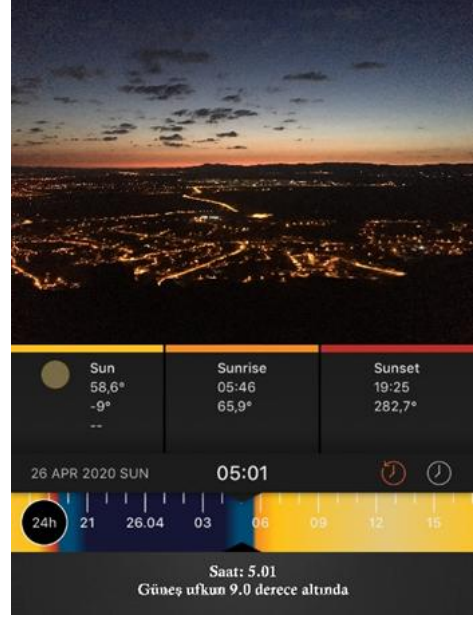 Sun
58,6°
-9°
--
Sunrise
05:46
65,9°
Sunset
19:25
282,7°
26 APR 2020 SUN
05:01
24h 21 26.04 03 06 09 12 15
Saat: 5.01
Güneş ufkun 9.0 derece altında